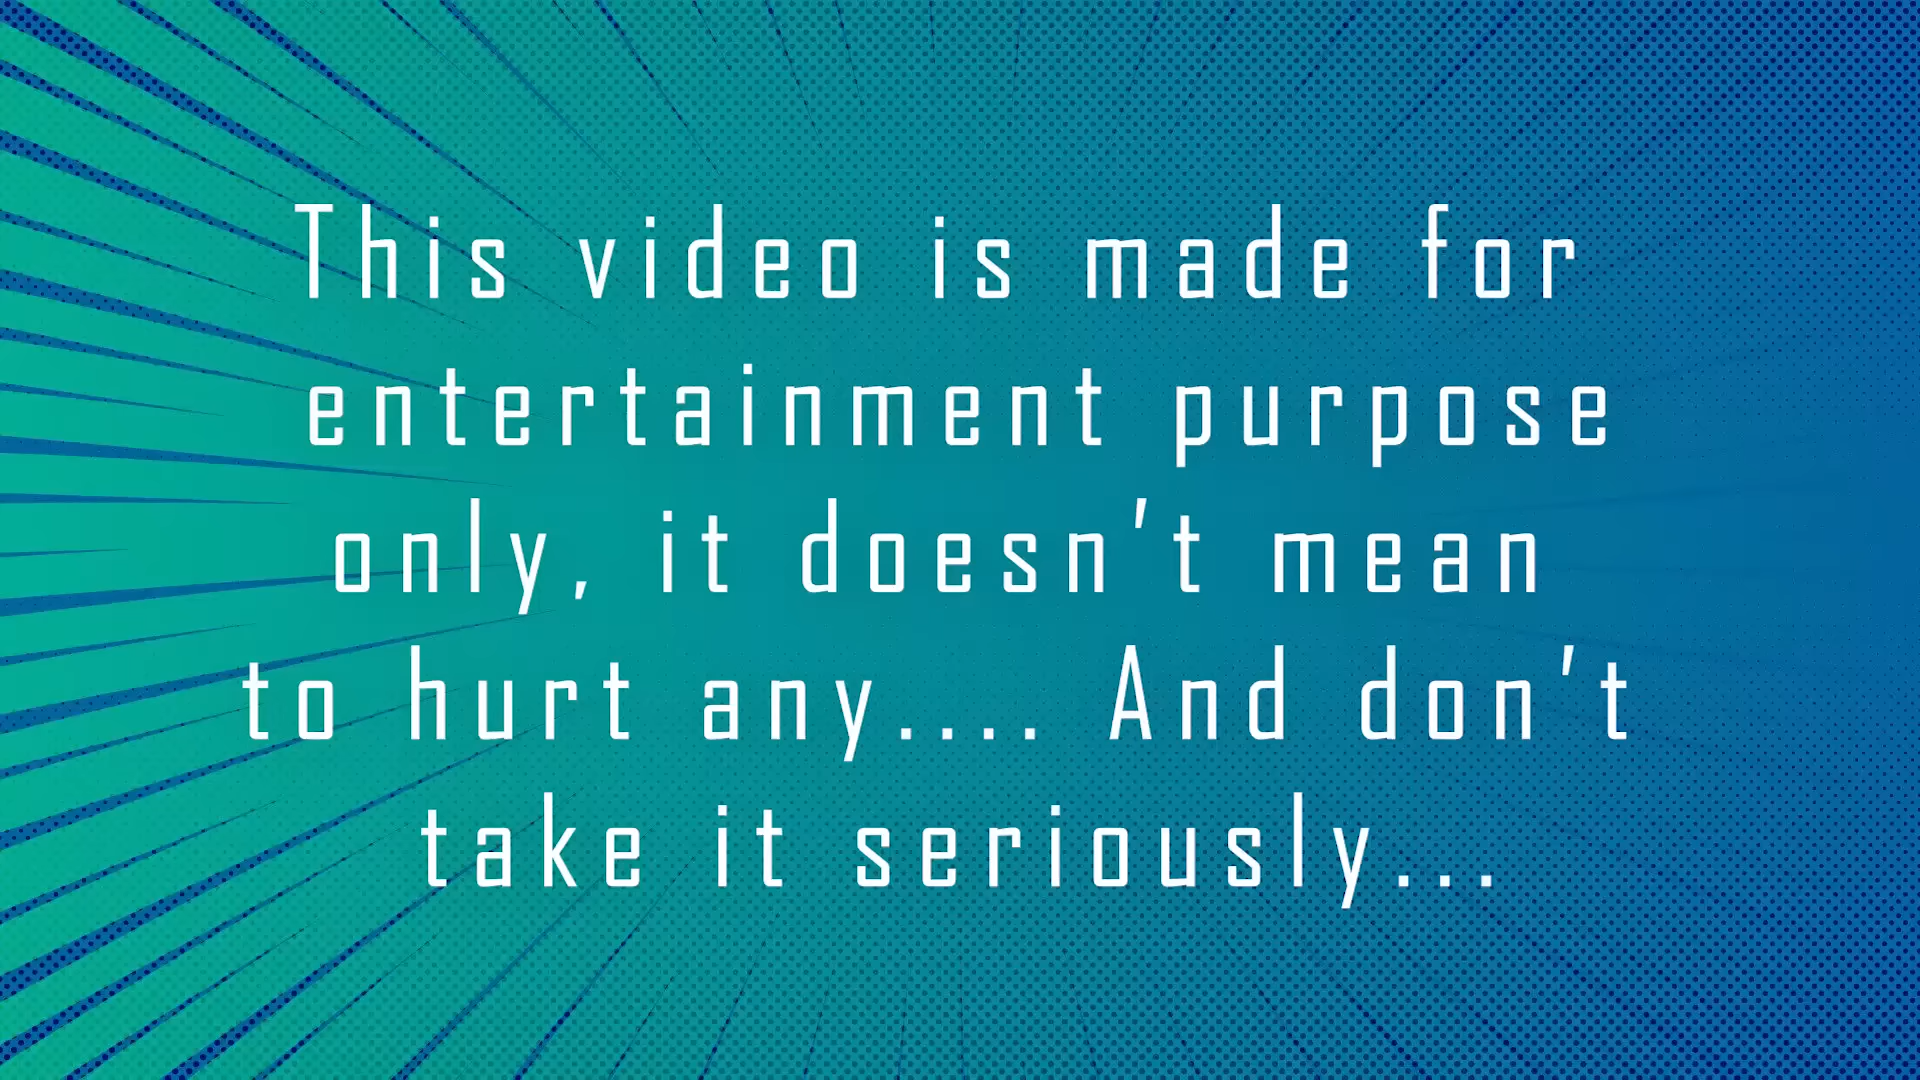 This video is made for
entertainment purpose
only, it doesn't mean
to hurt any.... And don't
take it seriously...